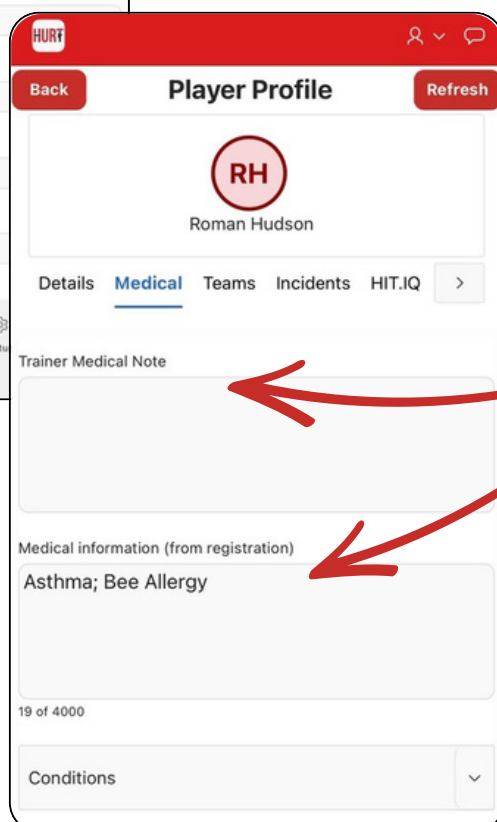 HURT
Back Player Profile Refresh
RH
Roman Hudson
Details Medical Teams Incidents HIT.IQ
Trainer Medical Note
Medical information (from registration)
Asthma; Bee Allergy
19 of 4000
Conditions